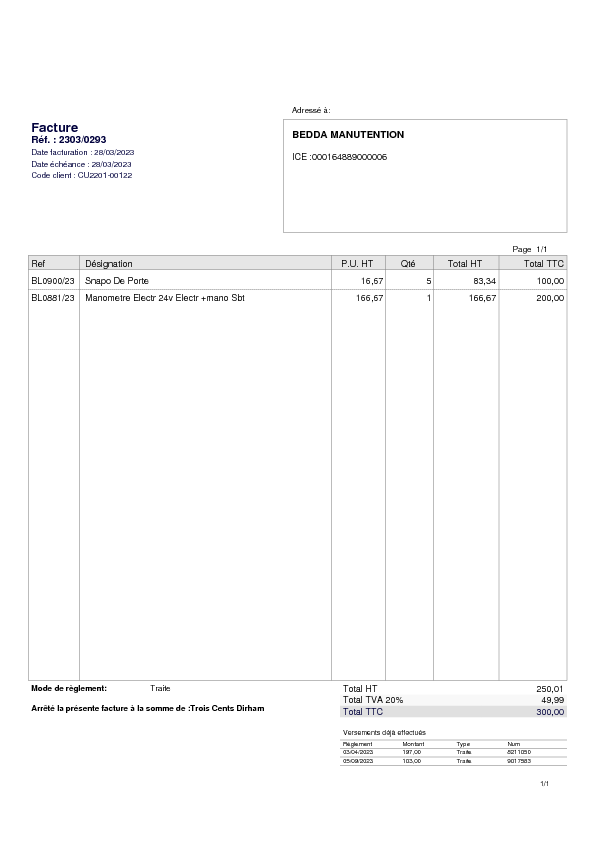 Adressé à:
Facture
Réf. : 2303/0293
Date facturation : 28/03/2023
Date échéance : 28/03/2023
Code client : CU2201-00122
BEDDA MANUTENTION
ICE :000164889000006
Page 1/1
Ref Désignation P.U. HT Qté Total HT Total TTC
BL0900/23 Snapo De Porte 16,67 5 83,34 100,00
BL0881/23 Manometre Electr 24v Electr +mano Sbt 166,67 1 166,67 200,00
Mode de règlement: Traite
Total HT 250,01
Total TVA 20% 49,99
Arrêté la présente facture à la somme de :Trois Cents Dirham
Total TTC 300,00
Versements déjà effectués
Règlement Montant Type Num
03/04/2023 197,00 Traite 8211050
05/09/2023 103,00 Traite 9017583
1/1